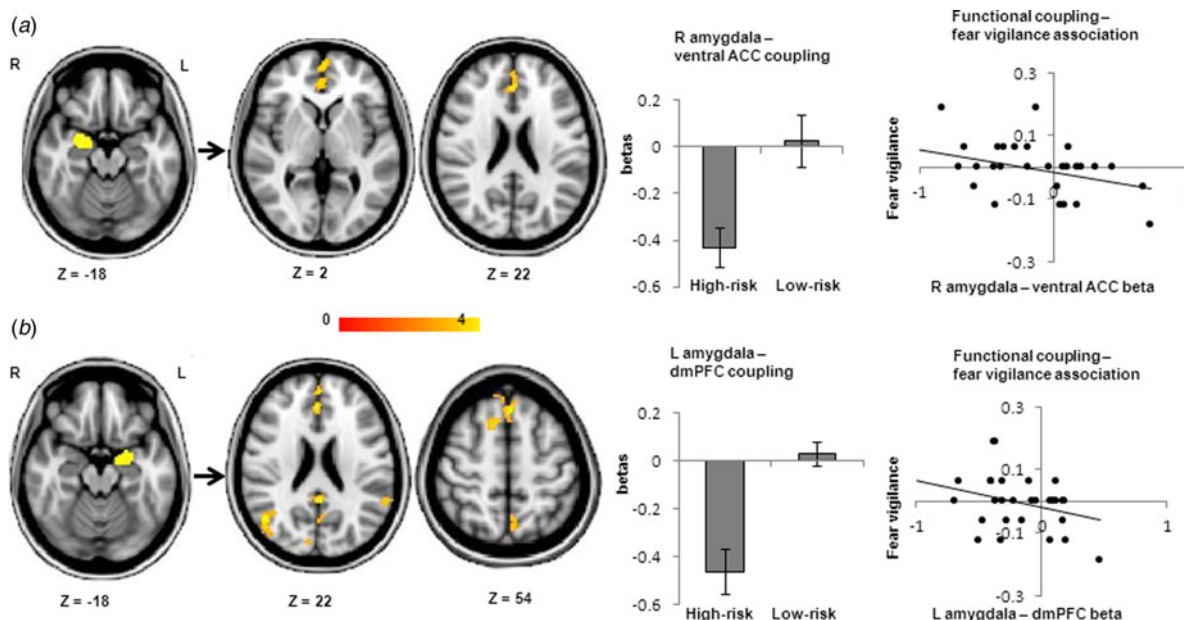 (a)
R
L
Z = -18
Z = 2
Z = 22
R amygdala –
ventral ACC coupling
betas
0.2
0
-0.2
-0.4
-0.6
High-risk
Low-risk
Functional coupling–
fear vigilance association
Fear vigilance
0.3
0.1
-0.1
-0.3
-1
0
R amygdala – ventral ACC beta
0
4
(b)
R
L
Z = -18
Z = 22
Z = 54
L amygdala –
dmPFC coupling
betas
0.2
0
-0.2
-0.4
-0.6
High-risk
Low-risk
Functional coupling–
fear vigilance association
Fear vigilance
0.3
0.1
-0.1
-0.3
-1
0
1
L amygdala – dmPFC beta